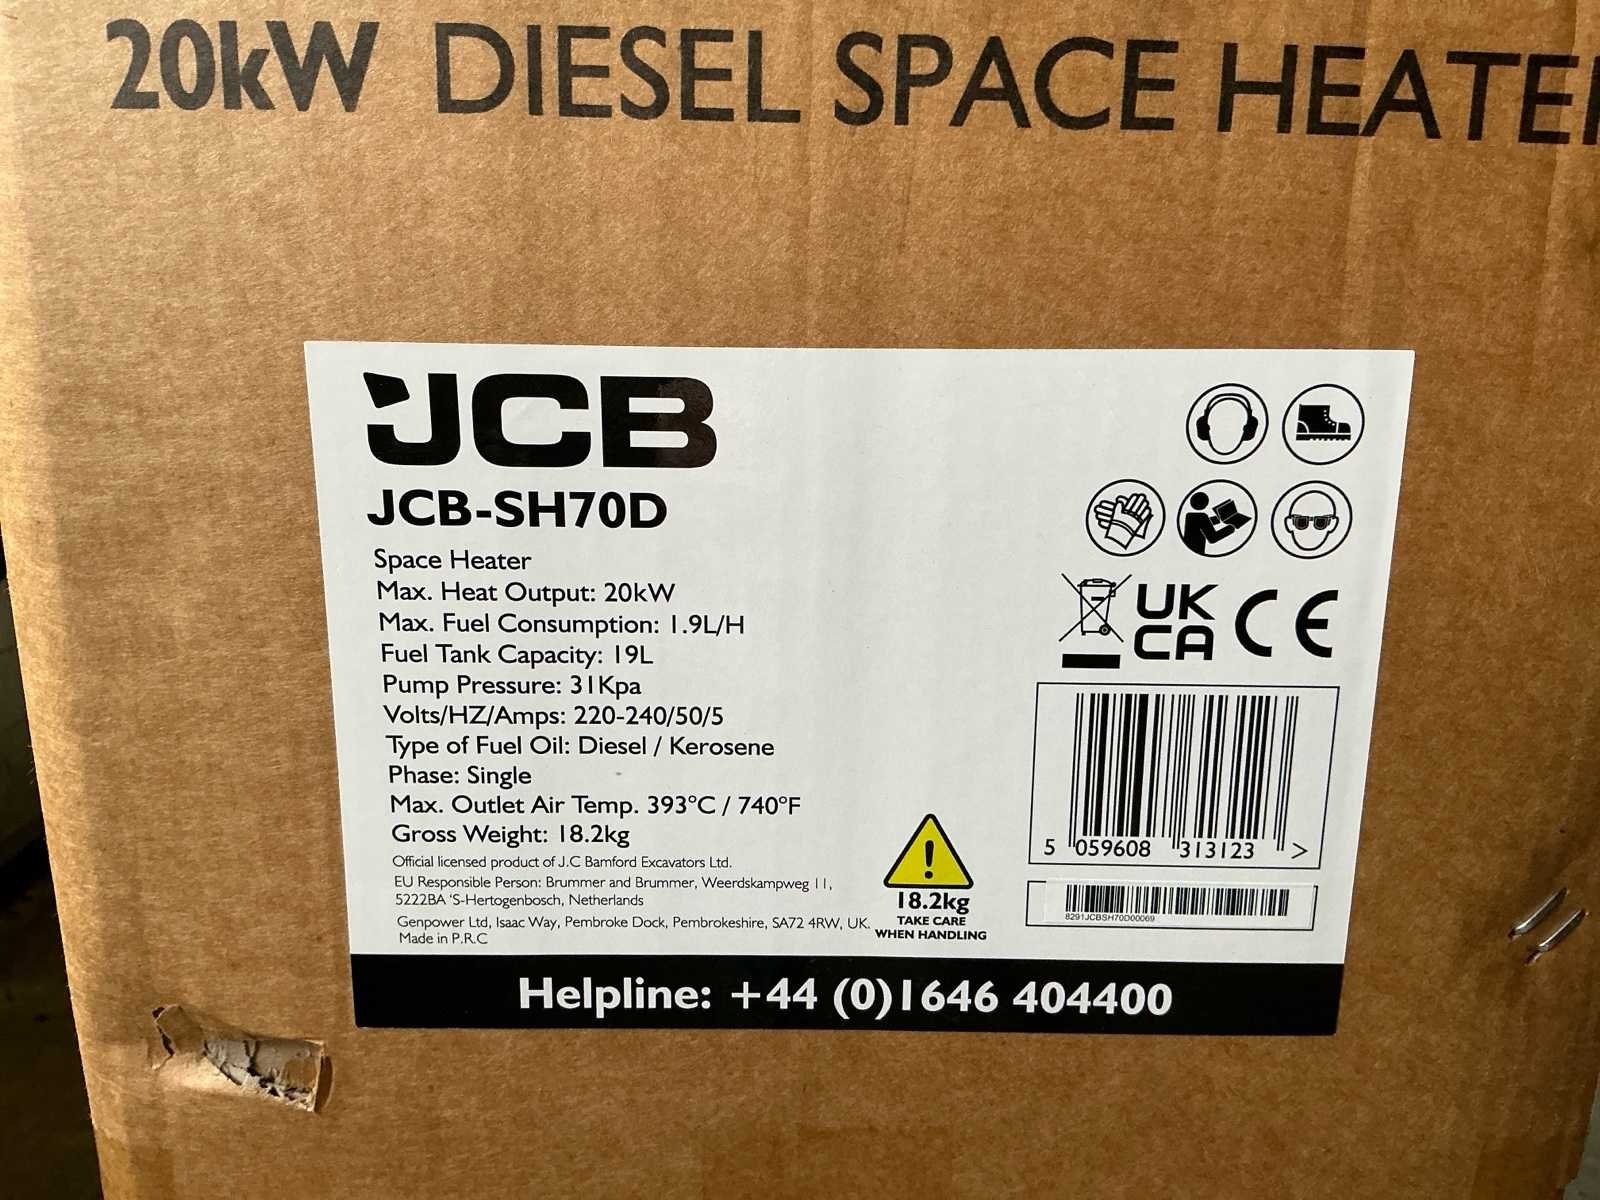 20kW DIESEL SPACE HEATER
JCB
JCB-SH70D
Space Heater
Max. Heat Output: 20kW
Max. Fuel Consumption: 1.9L/H
Fuel Tank Capacity: 19L
Pump Pressure: 31Kpa
Volts/HZ/Amps: 220-240/50/5
Type of Fuel Oil: Diesel / Kerosene
Phase: Single
Max. Outlet Air Temp. 393°C / 740°F
Gross Weight: 18.2kg
Official licensed product of J.C Bamford Excavators Ltd.
EU Responsible Person: Brummer and Brummer, Weerdskampweg 11,
5222BA 'S-Hertogenbosch, Netherlands
Genpower Ltd, Isaac Way, Pembroke Dock, Pembrokeshire, SA72 4RW, UK.
Made in P.R.C
18.2kg
TAKE CARE
WHEN HANDLING
UK
CA
CE
5 059608 313123 >
8291JCBSH70D00069
Helpline: +44 (0)1646 404400